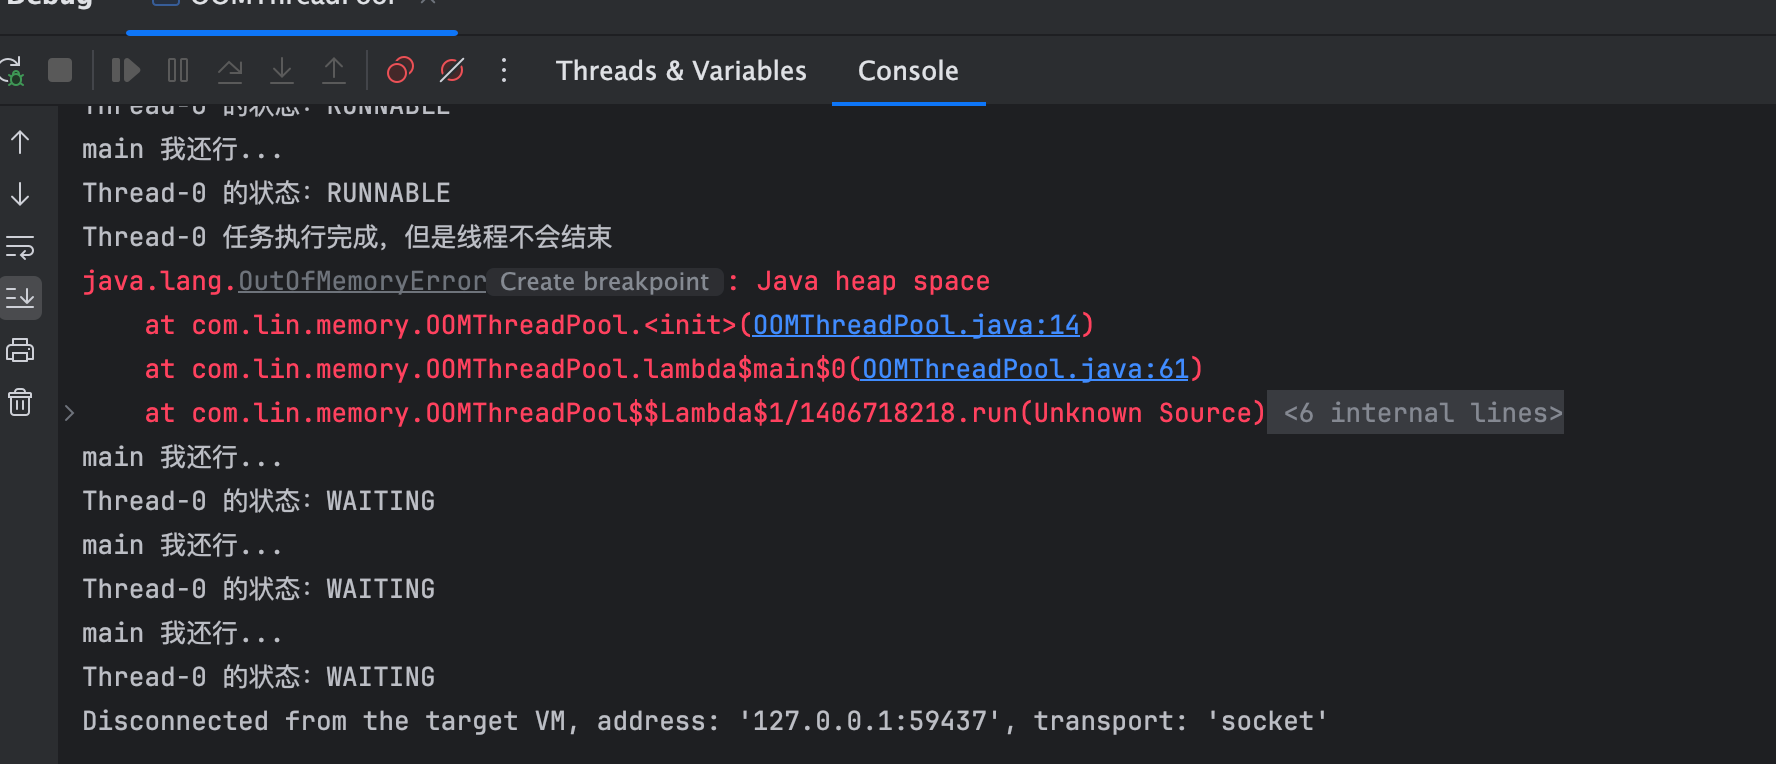 Debug OOMThreadPool
Threads & Variables Console
Thread-0 的状态：RUNNABLE
main 我还行...
Thread-0 的状态：RUNNABLE
Thread-0 任务执行完成，但是线程不会结束
java.lang.OutOfMemoryError Create breakpoint : Java heap space
at com.lin.memory.OOMThreadPool.<init>(OOMThreadPool.java:14)
at com.lin.memory.OOMThreadPool.lambda$main$0(OOMThreadPool.java:61)
at com.lin.memory.OOMThreadPool$$Lambda$1/1406718218.run(Unknown Source) <6 internal lines>
main 我还行...
Thread-0 的状态：WAITING
main 我还行...
Thread-0 的状态：WAITING
main 我还行...
Thread-0 的状态：WAITING
Disconnected from the target VM, address: '127.0.0.1:59437', transport: 'socket'